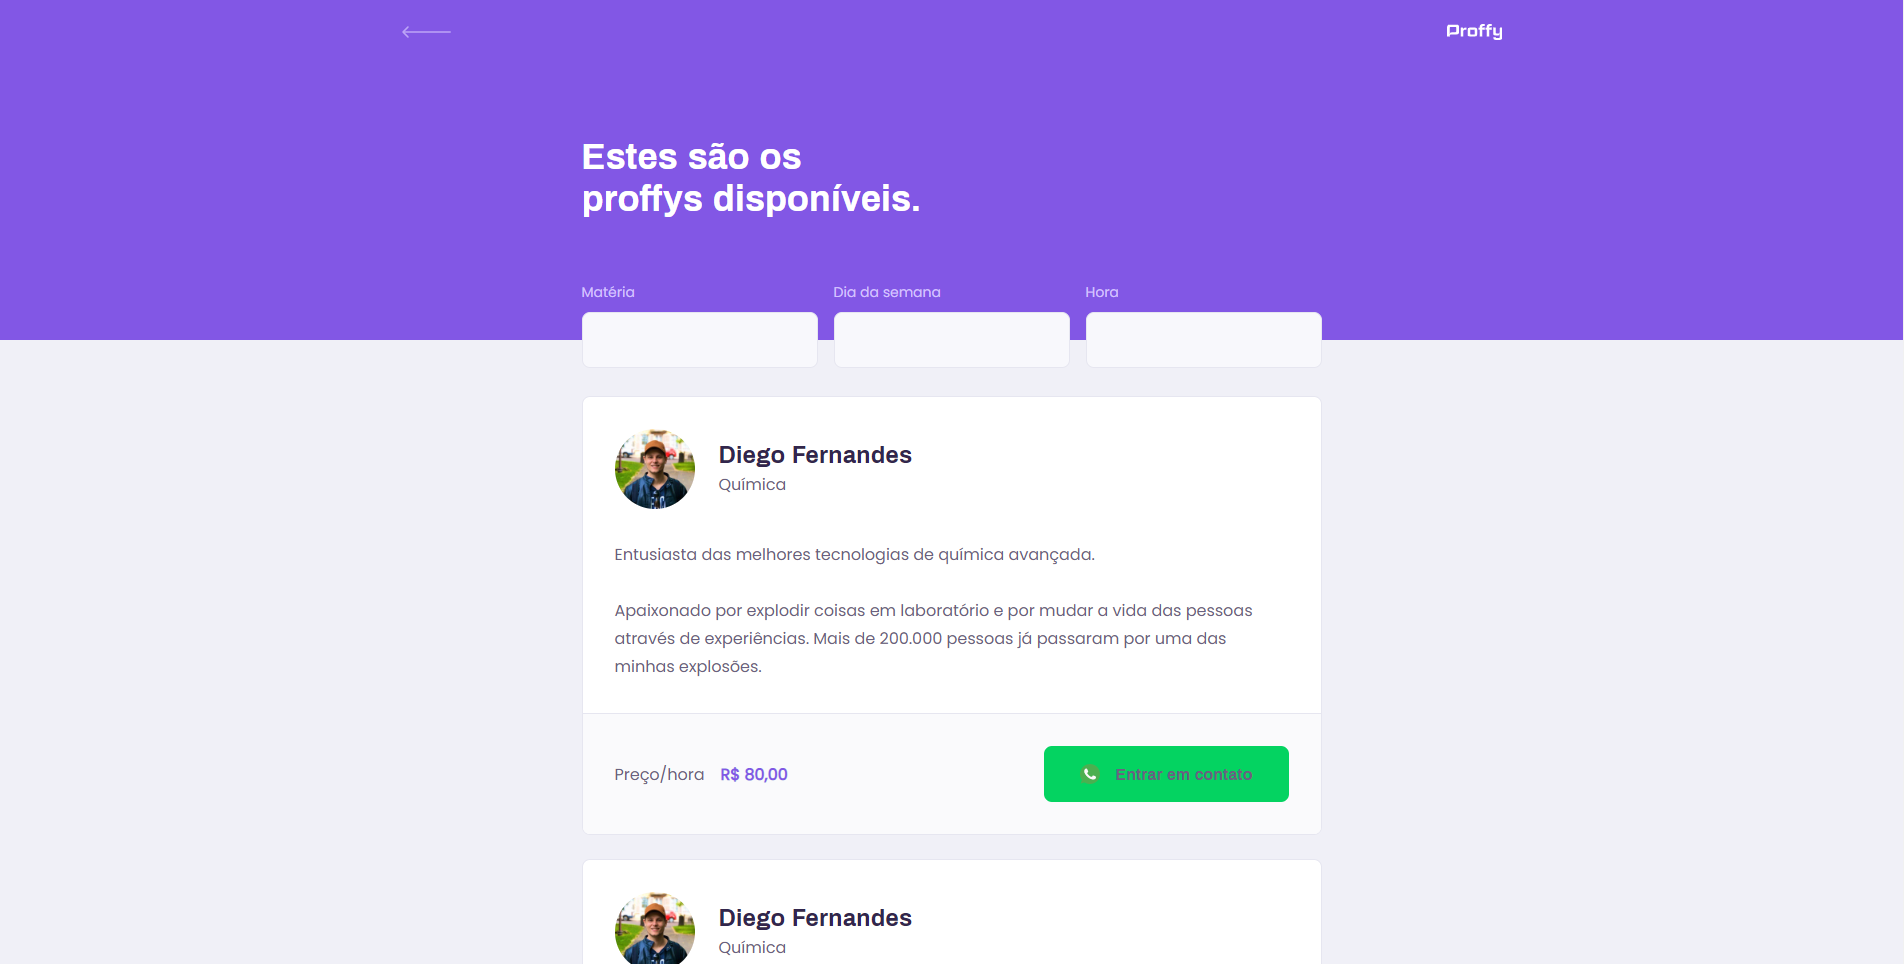 Proffy
Estes são os
proffys disponíveis.
Matéria
Dia da semana
Hora
Diego Fernandes
Química
Entusiasta das melhores tecnologias de química avançada.
Apaixonado por explodir coisas em laboratório e por mudar a vida das pessoas
através de experiências. Mais de 200.000 pessoas já passaram por uma das
minhas explosões.
Preço/hora R$ 80,00
Entrar em contato
Diego Fernandes
Química